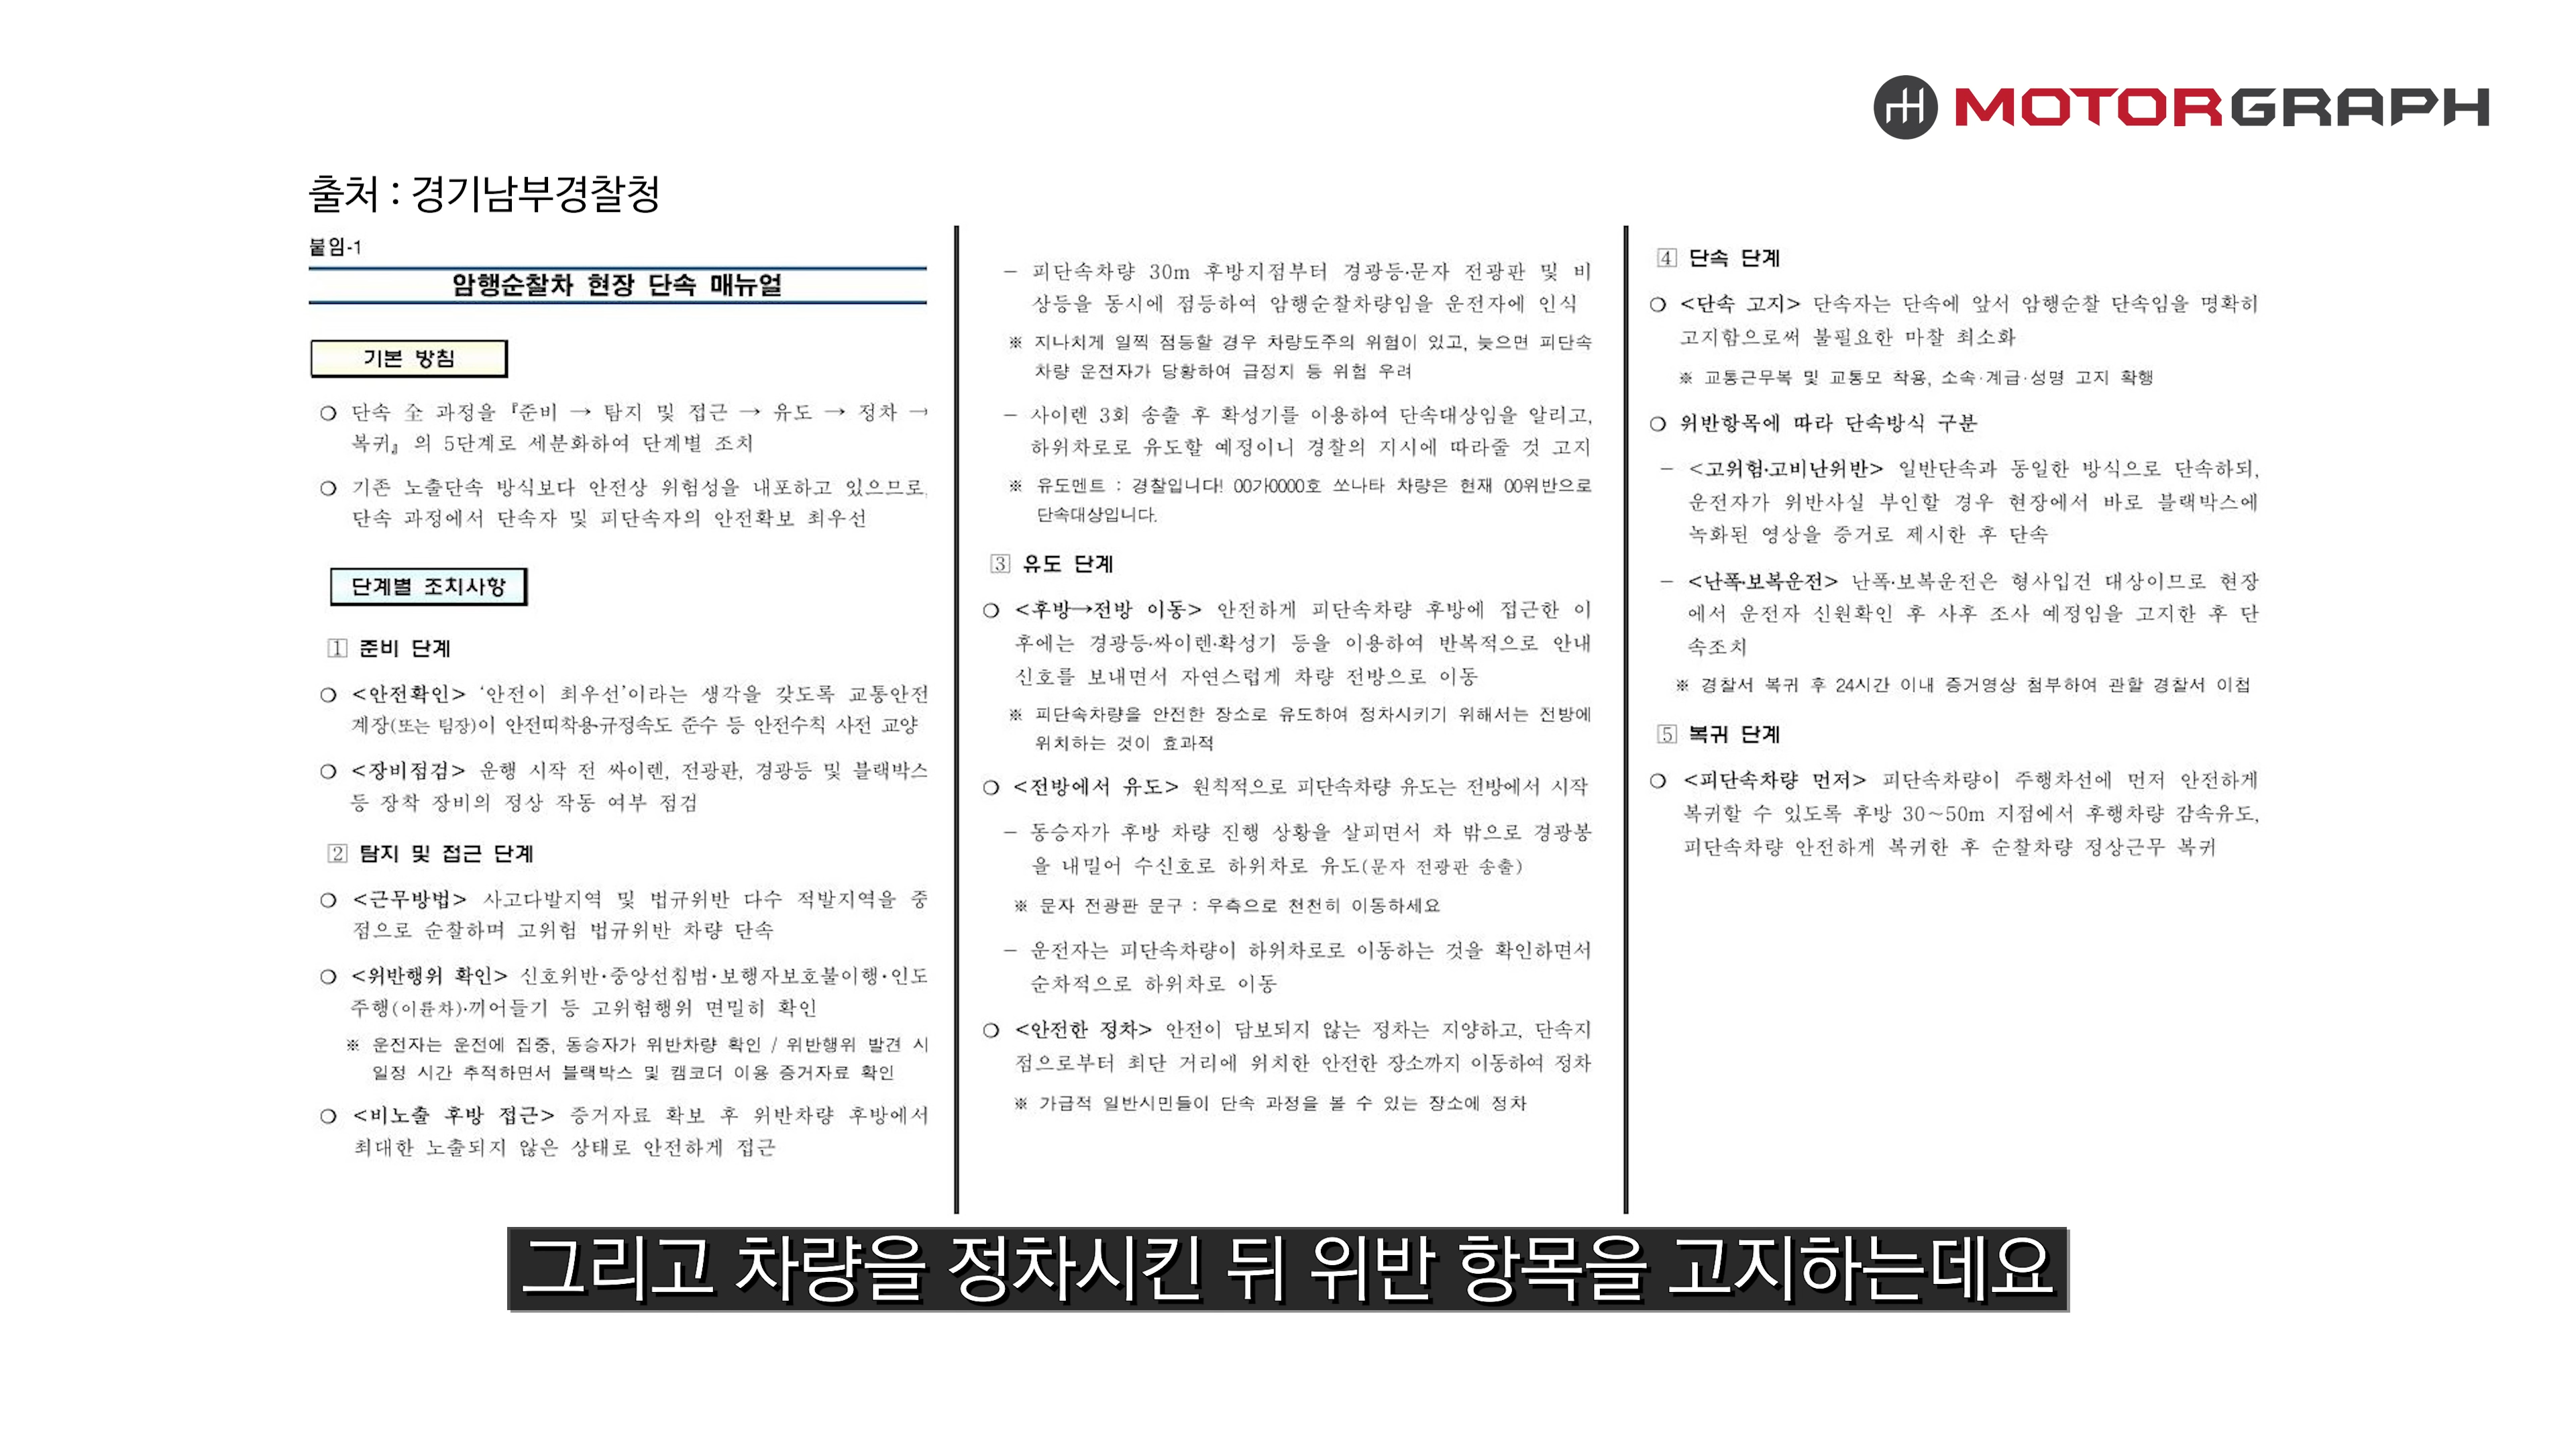 MOTORGRAPH
출처 : 경기남부경찰청
붙임-1
암행순찰차 현장 단속 매뉴얼
기본 방침
❍ 단속 全 과정을 『준비 → 탐지 및 접근 → 유도 → 정차 →
복귀』의 5단계로 세분화하여 단계별 조치
❍ 기존 노출단속 방식보다 안전상 위험성을 내포하고 있으므로,
단속 과정에서 단속자 및 피단속자의 안전확보 최우선
단계별 조치사항
1 준비 단계
❍ <안전확인> ‘안전이 최우선’이라는 생각을 갖도록 교통안전
계장(또는 팀장)이 안전띠착용·규정속도 준수 등 안전수칙 사전 교양
❍ <장비점검> 운행 시작 전 싸이렌, 전광판, 경광등 및 블랙박스
등 장착 장비의 정상 작동 여부 점검
2 탐지 및 접근 단계
❍ <근무방법> 사고다발지역 및 법규위반 다수 적발지역을 중
점으로 순찰하며 고위험 법규위반 차량 단속
❍ <위반행위 확인> 신호위반·중앙선침범·보행자보호불이행·인도
주행(이륜차)·끼어들기 등 고위험행위 면밀히 확인
※ 운전자는 운전에 집중, 동승자가 위반차량 확인 / 위반행위 발견 시
일정 시간 추적하면서 블랙박스 및 캠코더 이용 증거자료 확인
❍ <비노출 후방 접근> 증거자료 확보 후 위반차량 후방에서
최대한 노출되지 않은 상태로 안전하게 접근
- 피단속차량 30m 후방지점부터 경광등·문자 전광판 및 비
상등을 동시에 점등하여 암행순찰차량임을 운전자에 인식
※ 지나치게 일찍 점등할 경우 차량도주의 위험이 있고, 늦으면 피단속
차량 운전자가 당황하여 급정지 등 위험 우려
- 사이렌 3회 송출 후 확성기를 이용하여 단속대상임을 알리고,
하위차로로 유도할 예정이니 경찰의 지시에 따라줄 것 고지
※ 유도멘트 : 경찰입니다! 00가0000호 쏘나타 차량은 현재 00위반으로
단속대상입니다.
3 유도 단계
❍ <후방→전방 이동> 안전하게 피단속차량 후방에 접근한 이
후에는 경광등·싸이렌·확성기 등을 이용하여 반복적으로 안내
신호를 보내면서 자연스럽게 차량 전방으로 이동
※ 피단속차량을 안전한 장소로 유도하여 정차시키기 위해서는 전방에
위치하는 것이 효과적
❍ <전방에서 유도> 원칙적으로 피단속차량 유도는 전방에서 시작
- 동승자가 후방 차량 진행 상황을 살피면서 차 밖으로 경광봉
을 내밀어 수신호로 하위차로 유도(문자 전광판 송출)
※ 문자 전광판 문구 : 우측으로 천천히 이동하세요
- 운전자는 피단속차량이 하위차로로 이동하는 것을 확인하면서
순차적으로 하위차로 이동
❍ <안전한 정차> 안전이 담보되지 않는 정차는 지양하고, 단속지
점으로부터 최단 거리에 위치한 안전한 장소까지 이동하여 정차
※ 가급적 일반시민들이 단속 과정을 볼 수 있는 장소에 정차
4 단속 단계
❍ <단속 고지> 단속자는 단속에 앞서 암행순찰 단속임을 명확히
고지함으로써 불필요한 마찰 최소화
※ 교통근무복 및 교통모 착용, 소속·계급·성명 고지 확행
❍ 위반항목에 따라 단속방식 구분
- <고위험·고비난위반> 일반단속과 동일한 방식으로 단속하되,
운전자가 위반사실 부인할 경우 현장에서 바로 블랙박스에
녹화된 영상을 증거로 제시한 후 단속
- <난폭·보복운전> 난폭·보복운전은 형사입건 대상이므로 현장
에서 운전자 신원확인 후 사후 조사 예정임을 고지한 후 단
속조치
※ 경찰서 복귀 후 24시간 이내 증거영상 첨부하여 관할 경찰서 이첩
5 복귀 단계
❍ <피단속차량 먼저> 피단속차량이 주행차선에 먼저 안전하게
복귀할 수 있도록 후방 30~50m 지점에서 후행차량 감속유도,
피단속차량 안전하게 복귀한 후 순찰차량 정상근무 복귀
그리고 차량을 정차시킨 뒤 위반 항목을 고지하는데요